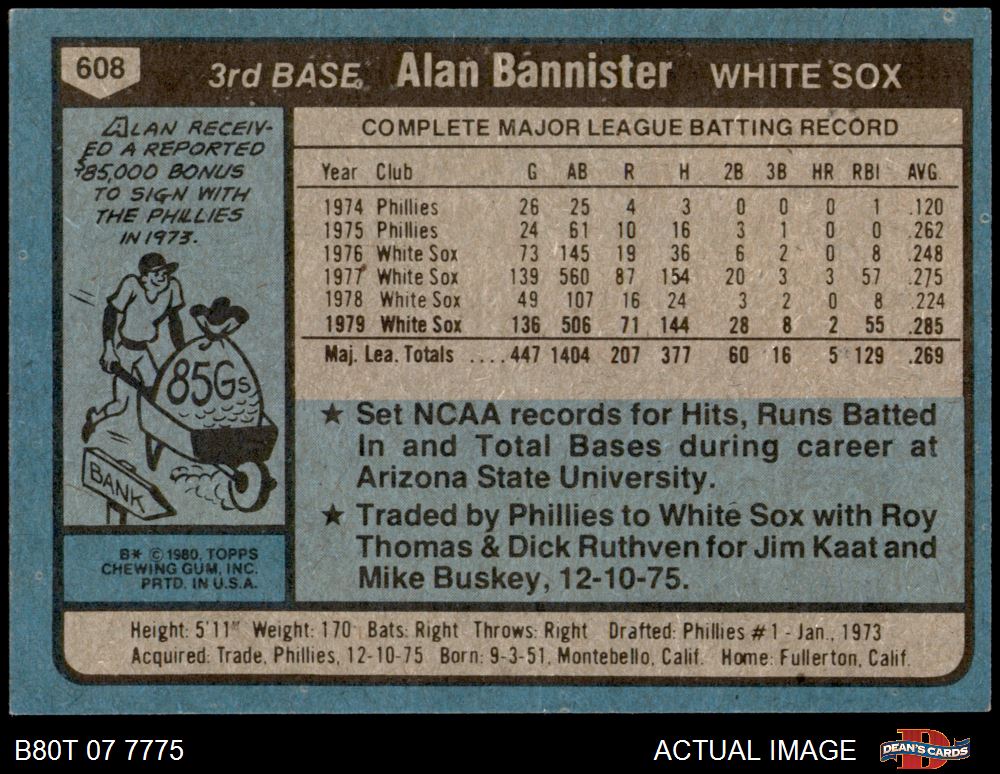 608 3rd BASE Alan Bannister WHITE SOX
ALAN RECEIV-
ED A REPORTED
$85,000 BONUS
TO SIGN WITH
THE PHILLIES
IN 1973.
85Gs
BANK
B* © 1980, TOPPS
CHEWING GUM, INC.
PRTD. IN U.S.A.
COMPLETE MAJOR LEAGUE BATTING RECORD
Year Club G AB R H 2B 3B HR RBI AVG.
1974 Phillies 26 25 4 3 0 0 0 1 .120
1975 Phillies 24 61 10 16 3 1 0 0 .262
1976 White Sox 73 145 19 36 6 2 0 8 .248
1977 White Sox 139 560 87 154 20 3 3 57 .275
1978 White Sox 49 107 16 24 3 2 0 8 .224
1979 White Sox 136 506 71 144 28 8 2 55 .285
Maj. Lea. Totals ....447 1404 207 377 60 16 5 129 .269
★ Set NCAA records for Hits, Runs Batted
In and Total Bases during career at
Arizona State University.
★ Traded by Phillies to White Sox with Roy
Thomas & Dick Ruthven for Jim Kaat and
Mike Buskey, 12-10-75.
Height: 5'11" Weight: 170 Bats: Right Throws: Right Drafted: Phillies #1 - Jan., 1973
Acquired: Trade, Phillies, 12-10-75 Born: 9-3-51, Montebello, Calif. Home: Fullerton, Calif.
B80T 07 7775 ACTUAL IMAGE DEAN'S CARDS